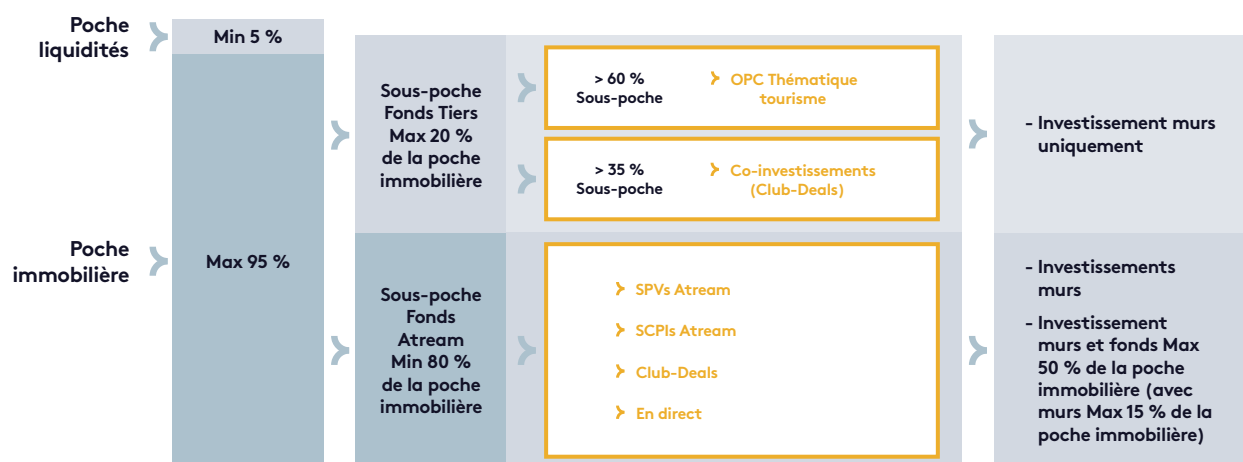 Poche
liquidités
Min 5 %
Poche
immobilière
Max 95 %
Sous-poche
Fonds Tiers
Max 20 %
de la poche
immobilière
> 60 %
Sous-poche
OPC Thématique
tourisme
> 35 %
Sous-poche
Co-investissements
(Club-Deals)
- Investissement murs
uniquement
Sous-poche
Fonds
Atream
Min 80 %
de la poche
immobilière
SPVs Atream
SCPIs Atream
Club-Deals
En direct
- Investissements
murs
- Investissement
murs et fonds Max
50 % de la poche
immobilière (avec
murs Max 15 % de la
poche immobilière)